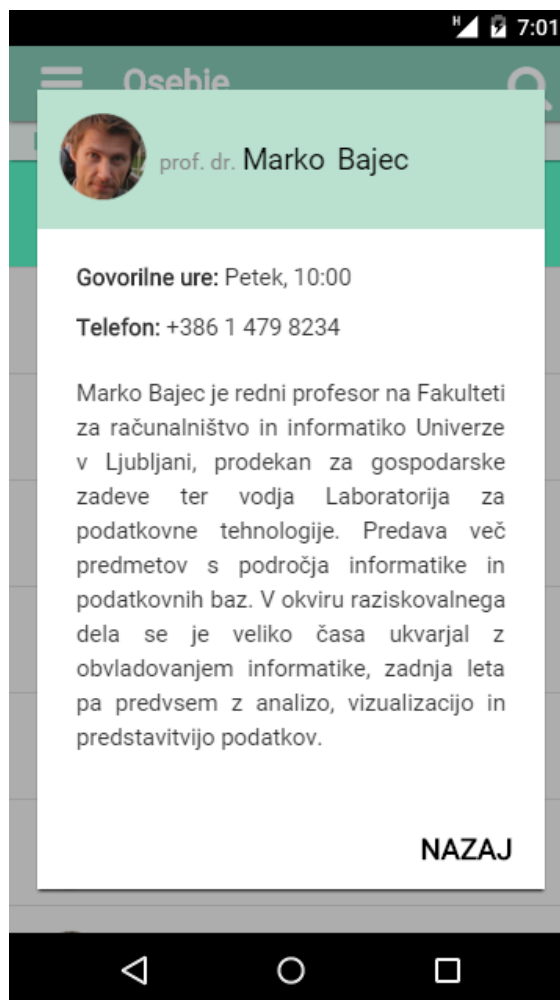 H 7:01
Osebje
prof. dr. Marko Bajec
Govorilne ure: Petek, 10:00
Telefon: +386 1 479 8234
Marko Bajec je redni profesor na Fakulteti
za računalništvo in informatiko Univerze
v Ljubljani, prodekan za gospodarske
zadeve ter vodja Laboratorija za
podatkovne tehnologije. Predava več
predmetov s področja informatike in
podatkovnih baz. V okviru raziskovalnega
dela se je veliko časa ukvarjal z
obvladovanjem informatike, zadnja leta
pa predvsem z analizo, vizualizacijo in
predstavitvijo podatkov.
NAZAJ